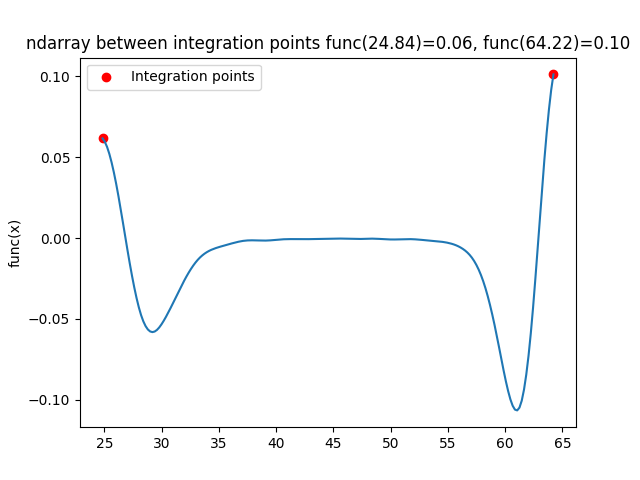 ndarray between integration points func(24.84)=0.06, func(64.22)=0.10
Integration points
func(x)
0.10
0.05
0.00
−0.05
−0.10
25 30 35 40 45 50 55 60 65